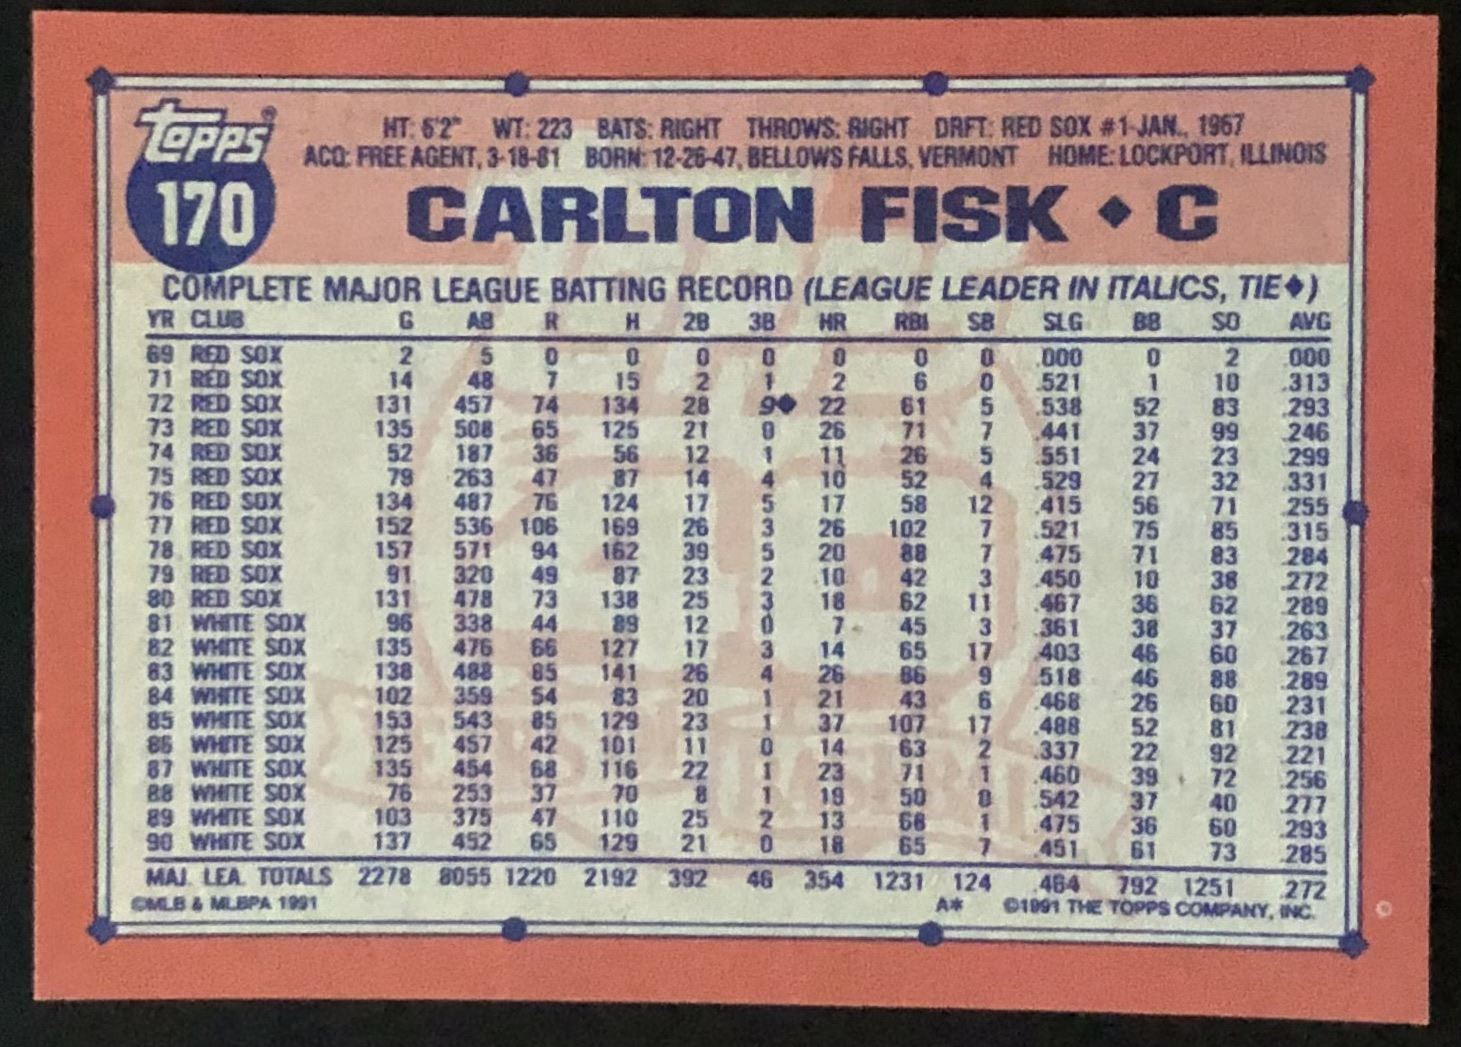 Topps®
170
HT: 6'2" WT: 223 BATS: RIGHT THROWS: RIGHT DRFT: RED SOX #1-JAN., 1967
ACQ: FREE AGENT, 3-18-81 BORN: 12-26-47, BELLOWS FALLS, VERMONT HOME: LOCKPORT, ILLINOIS
CARLTON FISK ♦ C
COMPLETE MAJOR LEAGUE BATTING RECORD (LEAGUE LEADER IN ITALICS, TIE♦)
YR CLUB G AB R H 2B 3B HR RBI SB SLG BB SO AVG
69 RED SOX 2 5 0 0 0 0 0 0 0 .000 0 2 .000
71 RED SOX 14 48 7 15 2 1 2 6 0 .521 1 10 .313
72 RED SOX 131 457 74 134 28 9♦ 22 61 5 .538 52 83 .293
73 RED SOX 135 508 65 125 21 0 26 71 7 .441 37 99 .246
74 RED SOX 52 187 36 56 12 1 11 26 5 .551 24 23 .299
75 RED SOX 79 263 47 87 14 4 10 52 4 .529 27 32 .331
76 RED SOX 134 487 76 124 17 5 17 58 12 .415 56 71 .255
77 RED SOX 152 536 106 169 26 3 26 102 7 .521 75 85 .315
78 RED SOX 157 571 94 162 39 5 20 88 7 .475 71 83 .284
79 RED SOX 91 320 49 87 23 2 10 42 3 .450 10 38 .272
80 RED SOX 131 478 73 138 25 3 18 62 11 .467 36 62 .289
81 WHITE SOX 96 338 44 89 12 0 7 45 3 .361 38 37 .263
82 WHITE SOX 135 476 66 127 17 3 14 65 17 .403 46 60 .267
83 WHITE SOX 138 488 85 141 26 4 26 86 9 .518 46 88 .289
84 WHITE SOX 102 359 54 83 20 1 21 43 6 .468 26 60 .231
85 WHITE SOX 153 543 85 129 23 1 37 107 17 .488 52 81 .238
86 WHITE SOX 125 457 42 101 11 0 14 63 2 .337 22 92 .221
87 WHITE SOX 135 454 68 116 22 1 23 71 1 .460 39 72 .256
88 WHITE SOX 76 253 37 70 8 1 19 50 0 .542 37 40 .277
89 WHITE SOX 103 375 47 110 25 2 13 68 1 .475 36 60 .293
90 WHITE SOX 137 452 65 129 21 0 18 65 7 .451 61 73 .285
MAJ. LEA. TOTALS 2278 8055 1220 2192 392 46 354 1231 124 .464 792 1251 .272
©MLB & MLBPA 1991 A* ©1991 THE TOPPS COMPANY, INC.